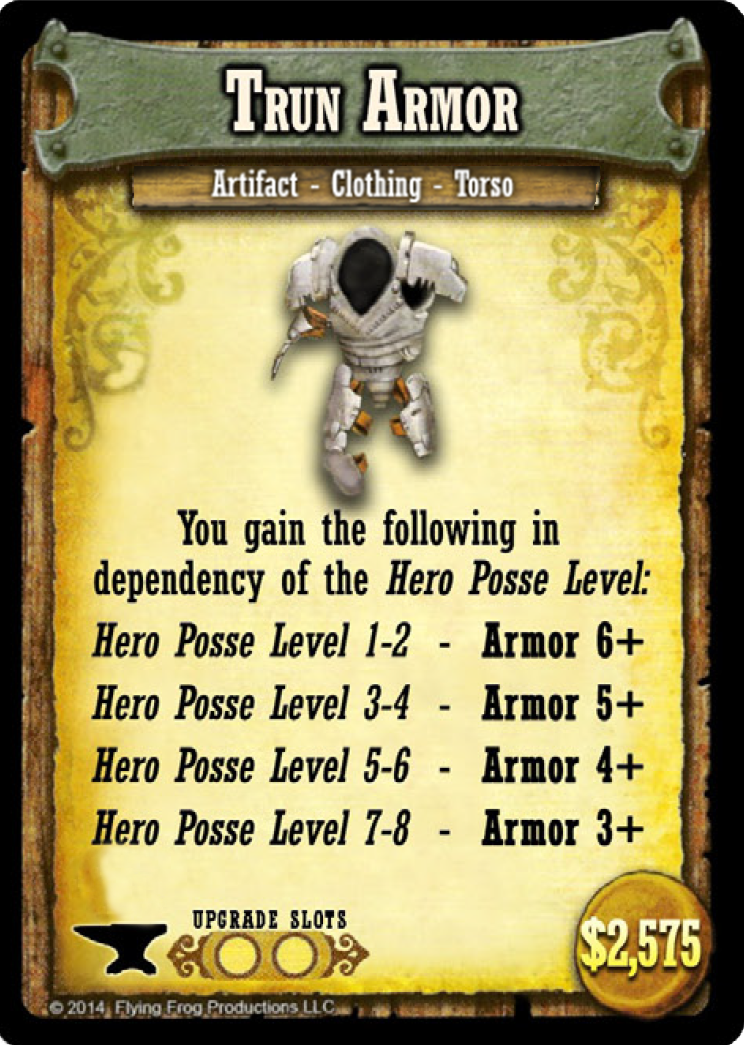 Trun Armor
Artifact - Clothing - Torso
You gain the following in
dependency of the Hero Posse Level:
Hero Posse Level 1-2 - Armor 6+
Hero Posse Level 3-4 - Armor 5+
Hero Posse Level 5-6 - Armor 4+
Hero Posse Level 7-8 - Armor 3+
UPGRADE SLOTS
$2,575
© 2014 Flying Frog Productions LLC